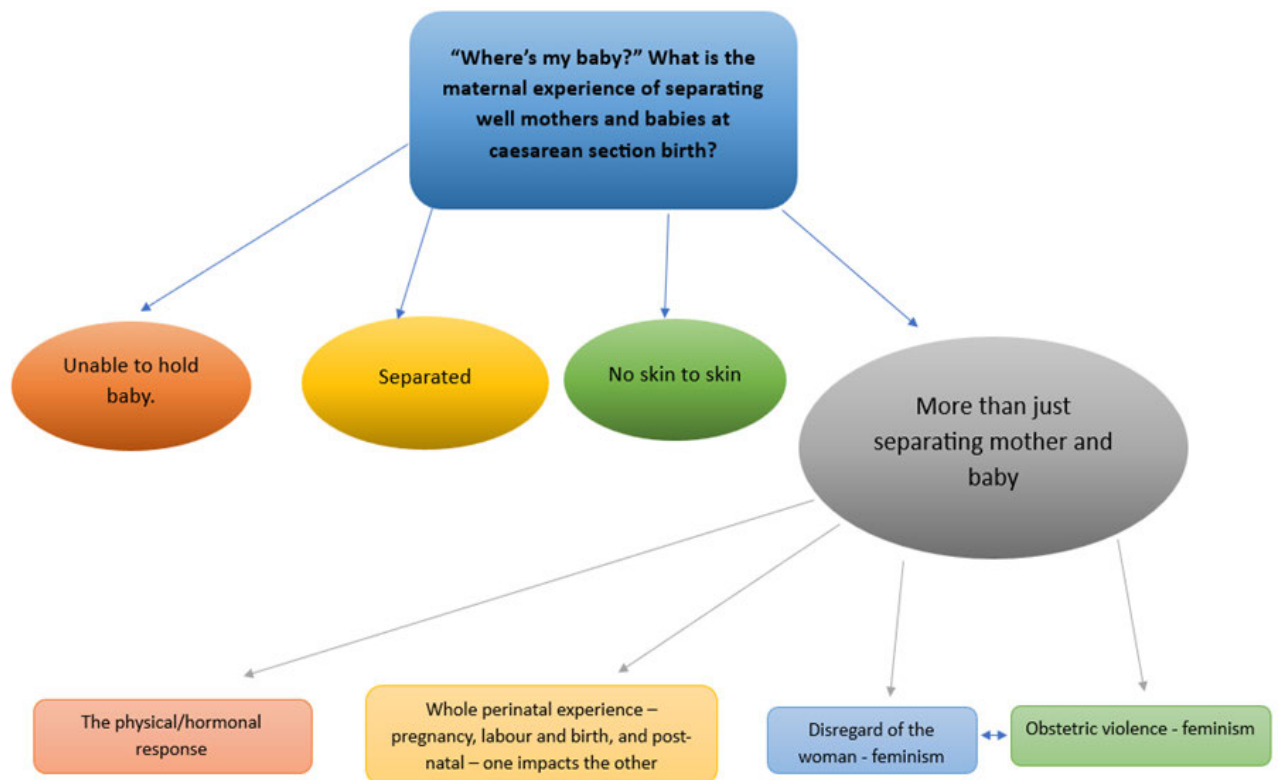 “Where’s my baby?” What is the
maternal experience of separating
well mothers and babies at
caesarean section birth?
Unable to hold
baby.
Separated
No skin to skin
More than just
separating mother and
baby
The physical/hormonal
response
Whole perinatal experience –
pregnancy, labour and birth, and post-
natal – one impacts the other
Disregard of the
woman - feminism
Obstetric violence - feminism